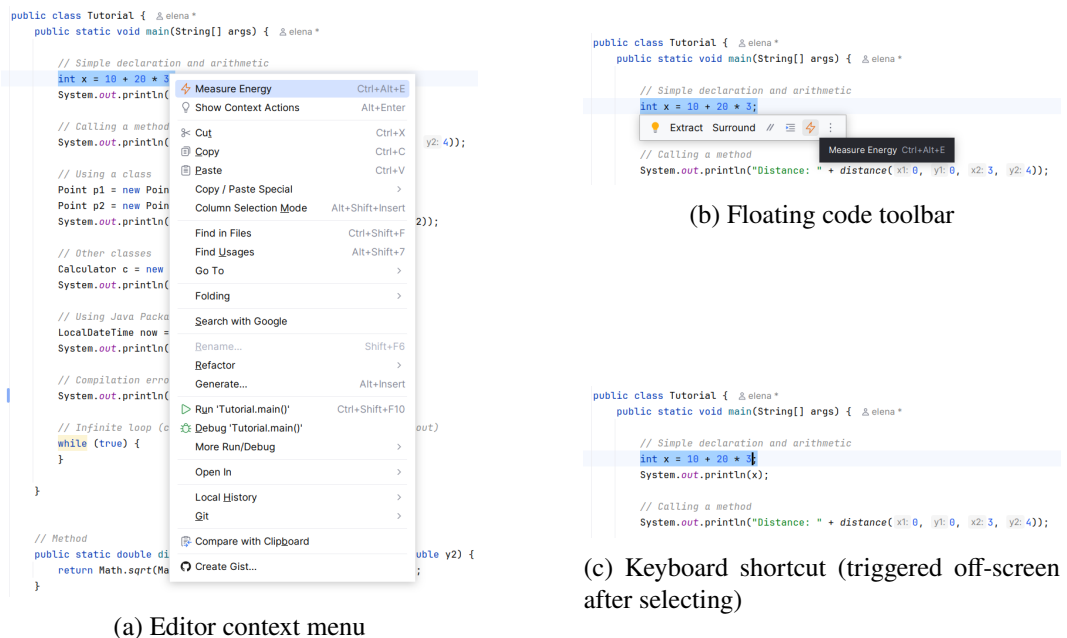 public class Tutorial { elena *
public static void main(String[] args) { elena *
// Simple declaration and arithmetic
int x = 10 + 20 * 3
System.out.println(
// Calling a method
System.out.println( y2: 4));
// Using a class
Point p1 = new Poin
Point p2 = new Poin
System.out.println( 2));
// Other classes
Calculator c = new
System.out.println(
// Using Java Packa
LocalDateTime now =
System.out.println(
// Compilation erro
System.out.println(
// Infinite loop (c out)
while (true) {
}
}
// Method
public static double di uble y2) {
return Math.sqrt(Ma ;
}
Measure Energy Ctrl+Alt+E
Show Context Actions Alt+Enter
Cut Ctrl+X
Copy Ctrl+C
Paste Ctrl+V
Copy / Paste Special
Column Selection Mode Alt+Shift+Insert
Find in Files Ctrl+Shift+F
Find Usages Alt+Shift+7
Go To
Folding
Search with Google
Rename... Shift+F6
Refactor
Generate... Alt+Insert
Run 'Tutorial.main()' Ctrl+Shift+F10
Debug 'Tutorial.main()'
More Run/Debug
Open In
Local History
Git
Compare with Clipboard
Create Gist...
(a) Editor context menu
public class Tutorial { elena *
public static void main(String[] args) { elena *
// Simple declaration and arithmetic
int x = 10 + 20 * 3;
Extract Surround //
Measure Energy Ctrl+Alt+E
// Calling a method
System.out.println("Distance: " + distance( x1: 0, y1: 0, x2: 3, y2: 4));
(b) Floating code toolbar
public class Tutorial { elena *
public static void main(String[] args) { elena *
// Simple declaration and arithmetic
int x = 10 + 20 * 3;
System.out.println(x);
// Calling a method
System.out.println("Distance: " + distance( x1: 0, y1: 0, x2: 3, y2: 4));
(c) Keyboard shortcut (triggered off-screen
after selecting)